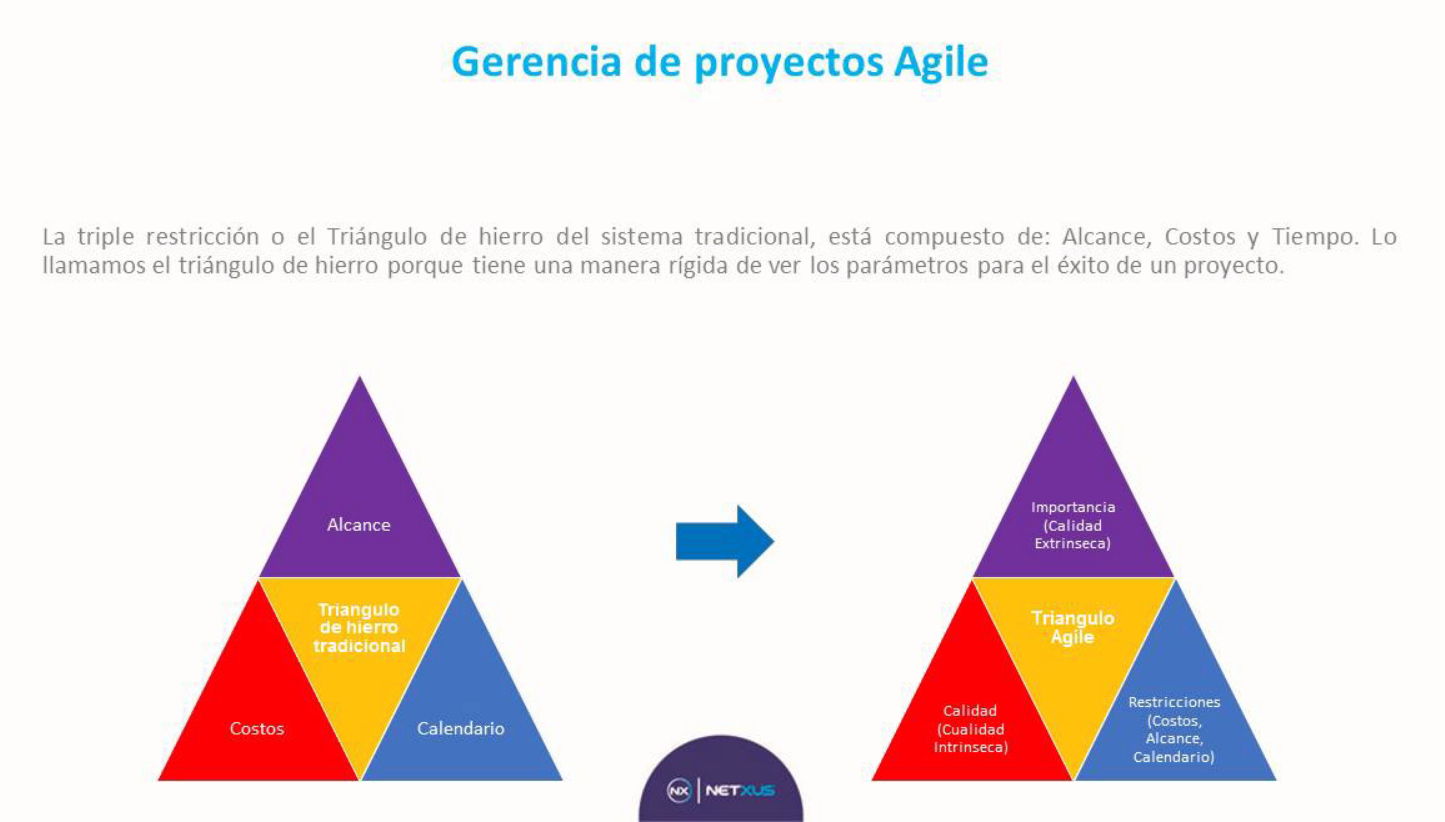 Gerencia de proyectos Agile
La triple restricción o el Triángulo de hierro del sistema tradicional, está compuesto de: Alcance, Costos y Tiempo. Lo
llamamos el triángulo de hierro porque tiene una manera rígida de ver los parámetros para el éxito de un proyecto.
Alcance
Triangulo
de hierro
tradicional
Costos
Calendario
Importancia
(Calidad
Extrinseca)
Triangulo
Agile
Calidad
(Cualidad
Intrinseca)
Restricciones
(Costos,
Alcance,
Calendario)
NX NETXUS